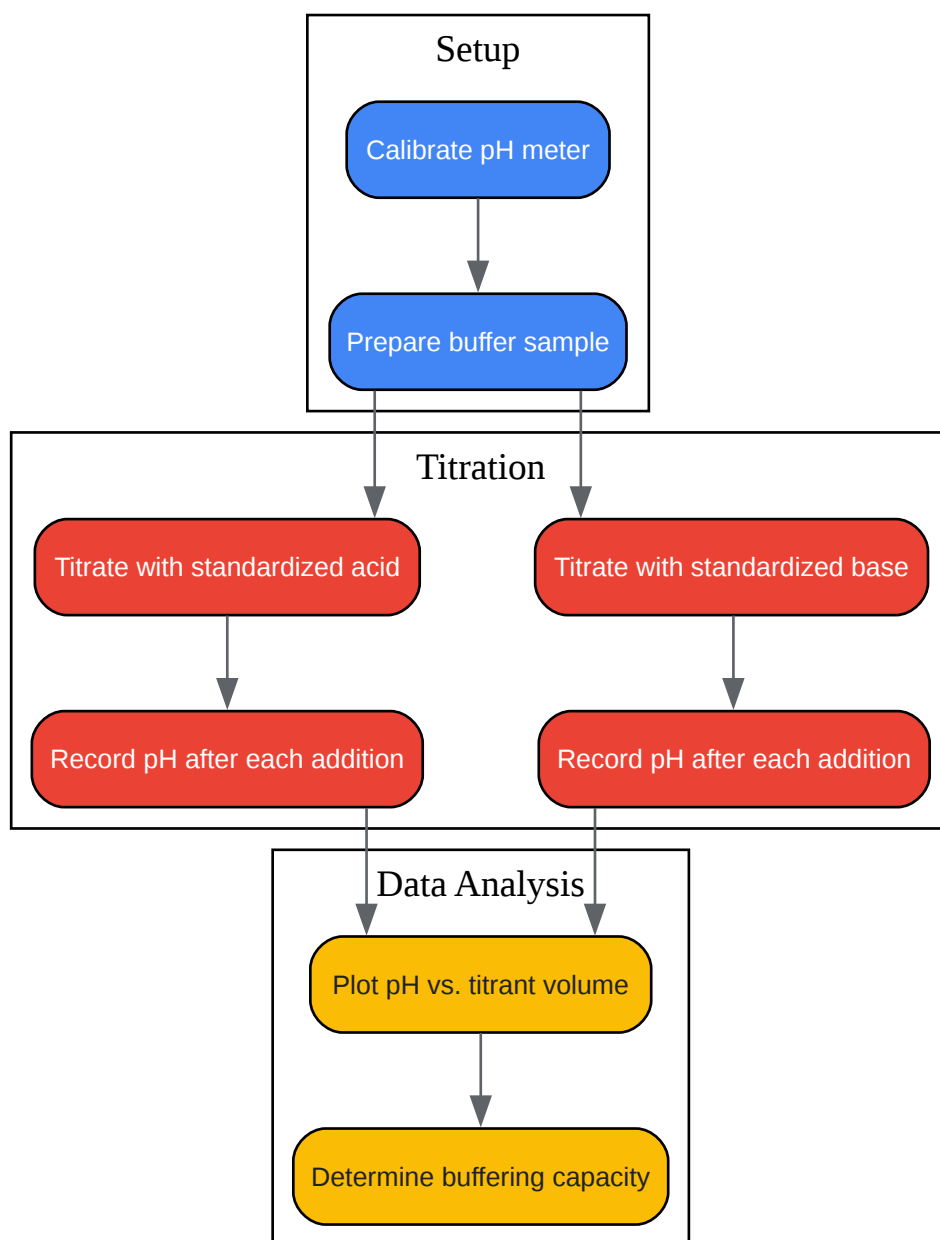 Setup
Calibrate pH meter
Prepare buffer sample
Titration
Titrate with standardized acid
Titrate with standardized base
Record pH after each addition
Record pH after each addition
Data Analysis
Plot pH vs. titrant volume
Determine buffering capacity